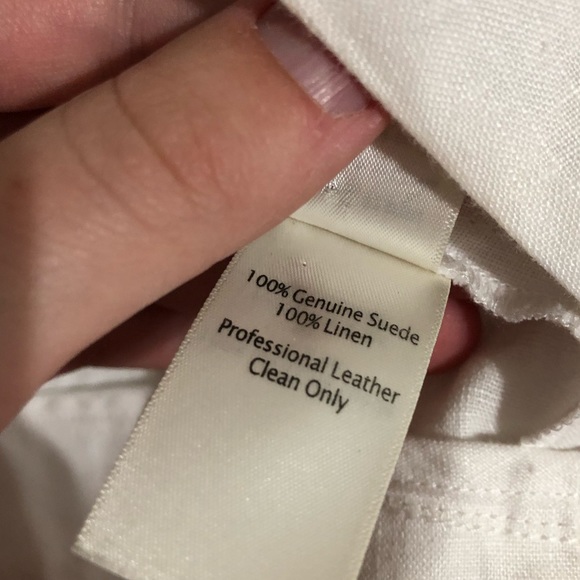 100% Genuine Suede
100% Linen
Professional Leather
Clean Only